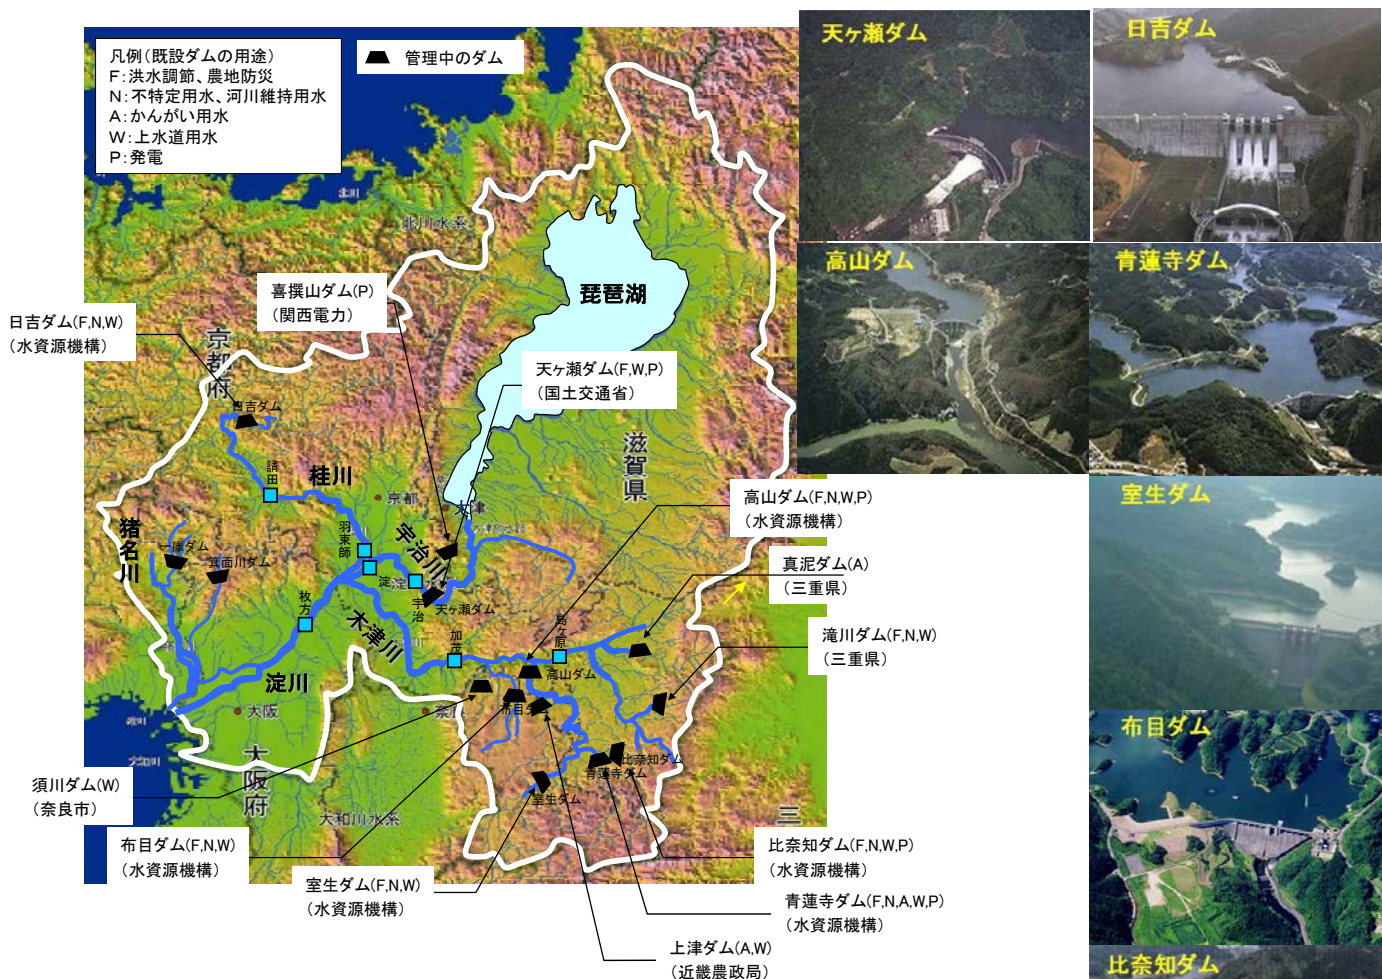 凡例(既設ダムの用途)
F:洪水調節、農地防災
N:不特定用水、河川維持用水
A:かんがい用水
W:上水道用水
P:発電
管理中のダム
天ヶ瀬ダム
日吉ダム
高山ダム
青蓮寺ダム
室生ダム
布目ダム
比奈知ダム
北川
北川水系
喜撰山ダム(P)
(関西電力)
琵琶湖
日吉ダム(F,N,W)
(水資源機構)
京都府
天ヶ瀬ダム(F,W,P)
(国土交通省)
日吉ダム
滋賀県
請田
桂川
京都
大津
高山ダム(F,N,W,P)
(水資源機構)
猪名川
一庫ダム
箕面川ダム
羽束師
宇治川
淀
宇治
天ヶ瀬ダム
真泥ダム(A)
(三重県)
枚方
木津川
加茂
島ヶ原
高山ダム
滝川ダム(F,N,W)
(三重県)
淀川
大阪
奈良
布目ダム
大阪府
比奈知ダム
青蓮寺ダム
室生ダム
須川ダム(W)
(奈良市)
大和川
大和川水系
三
布目ダム(F,N,W)
(水資源機構)
室生ダム(F,N,W)
(水資源機構)
比奈知ダム(F,N,W,P)
(水資源機構)
青蓮寺ダム(F,N,A,W,P)
(水資源機構)
上津ダム(A,W)
(近畿農政局)